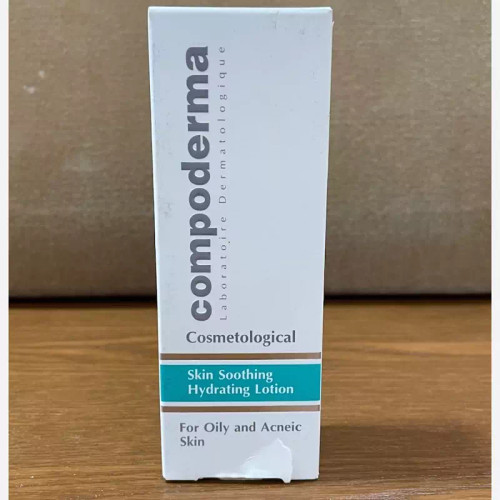 compoderma
Laboratoire Dermatologique
Cosmetological
Skin Soothing
Hydrating Lotion
For Oily and Acneic
Skin